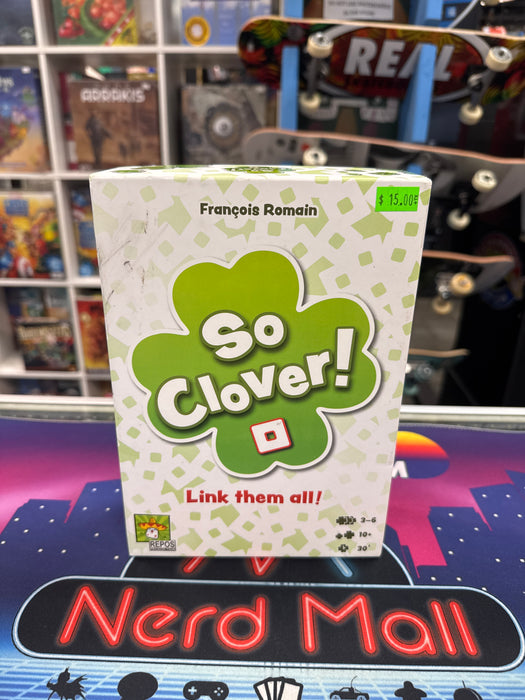 REAL
François Romain
$ 15.00
So
Clover!
Link them all!
3-6
10+
30'
REPOS
Nerd Mall